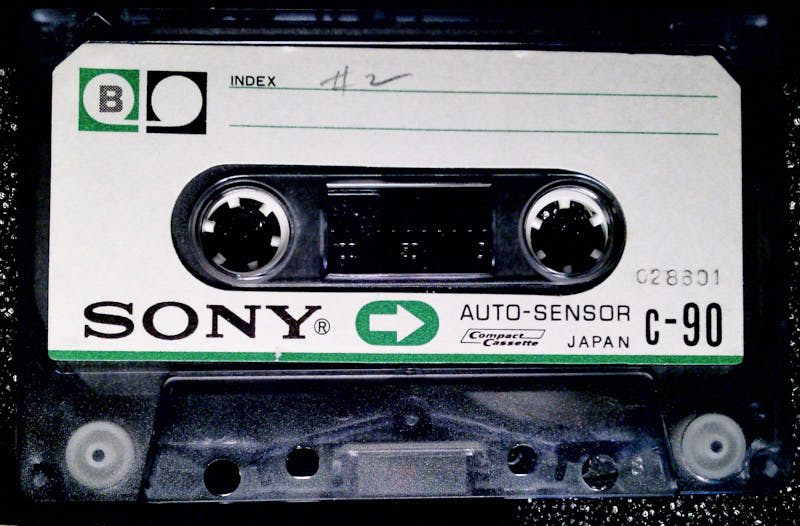 B
INDEX #2
028601
SONY® AUTO-SENSOR C-90
Compact Cassette JAPAN